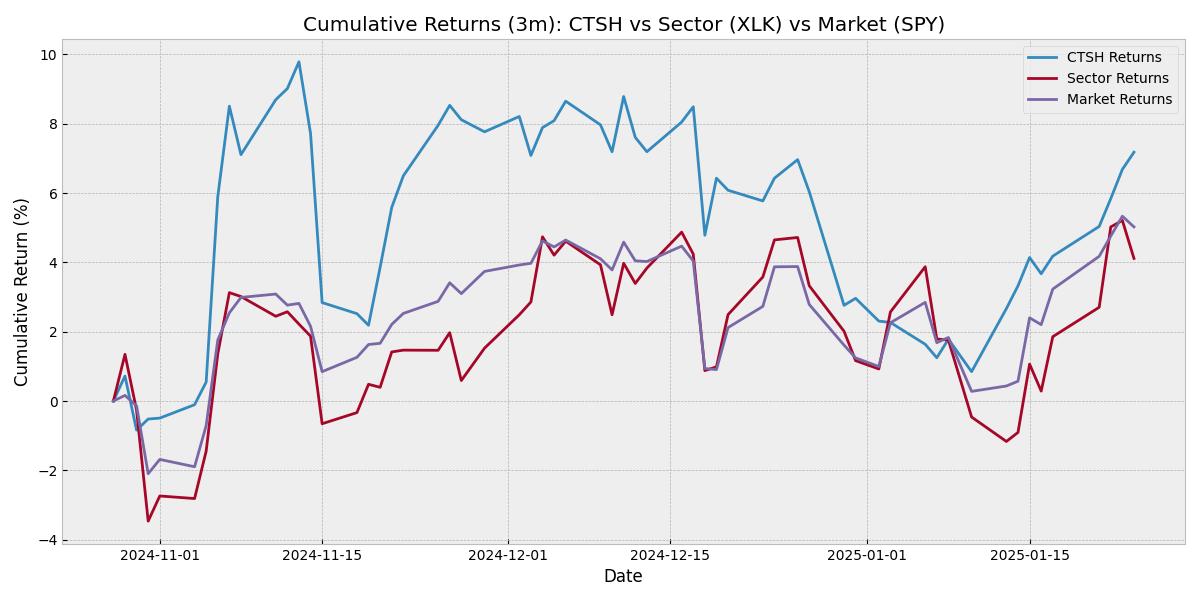 Cumulative Returns (3m): CTSH vs Sector (XLK) vs Market (SPY)
CTSH Returns
Sector Returns
Market Returns
Cumulative Return (%)
10
8
6
4
2
0
−2
−4
2024-11-01
2024-11-15
2024-12-01
2024-12-15
2025-01-01
2025-01-15
Date